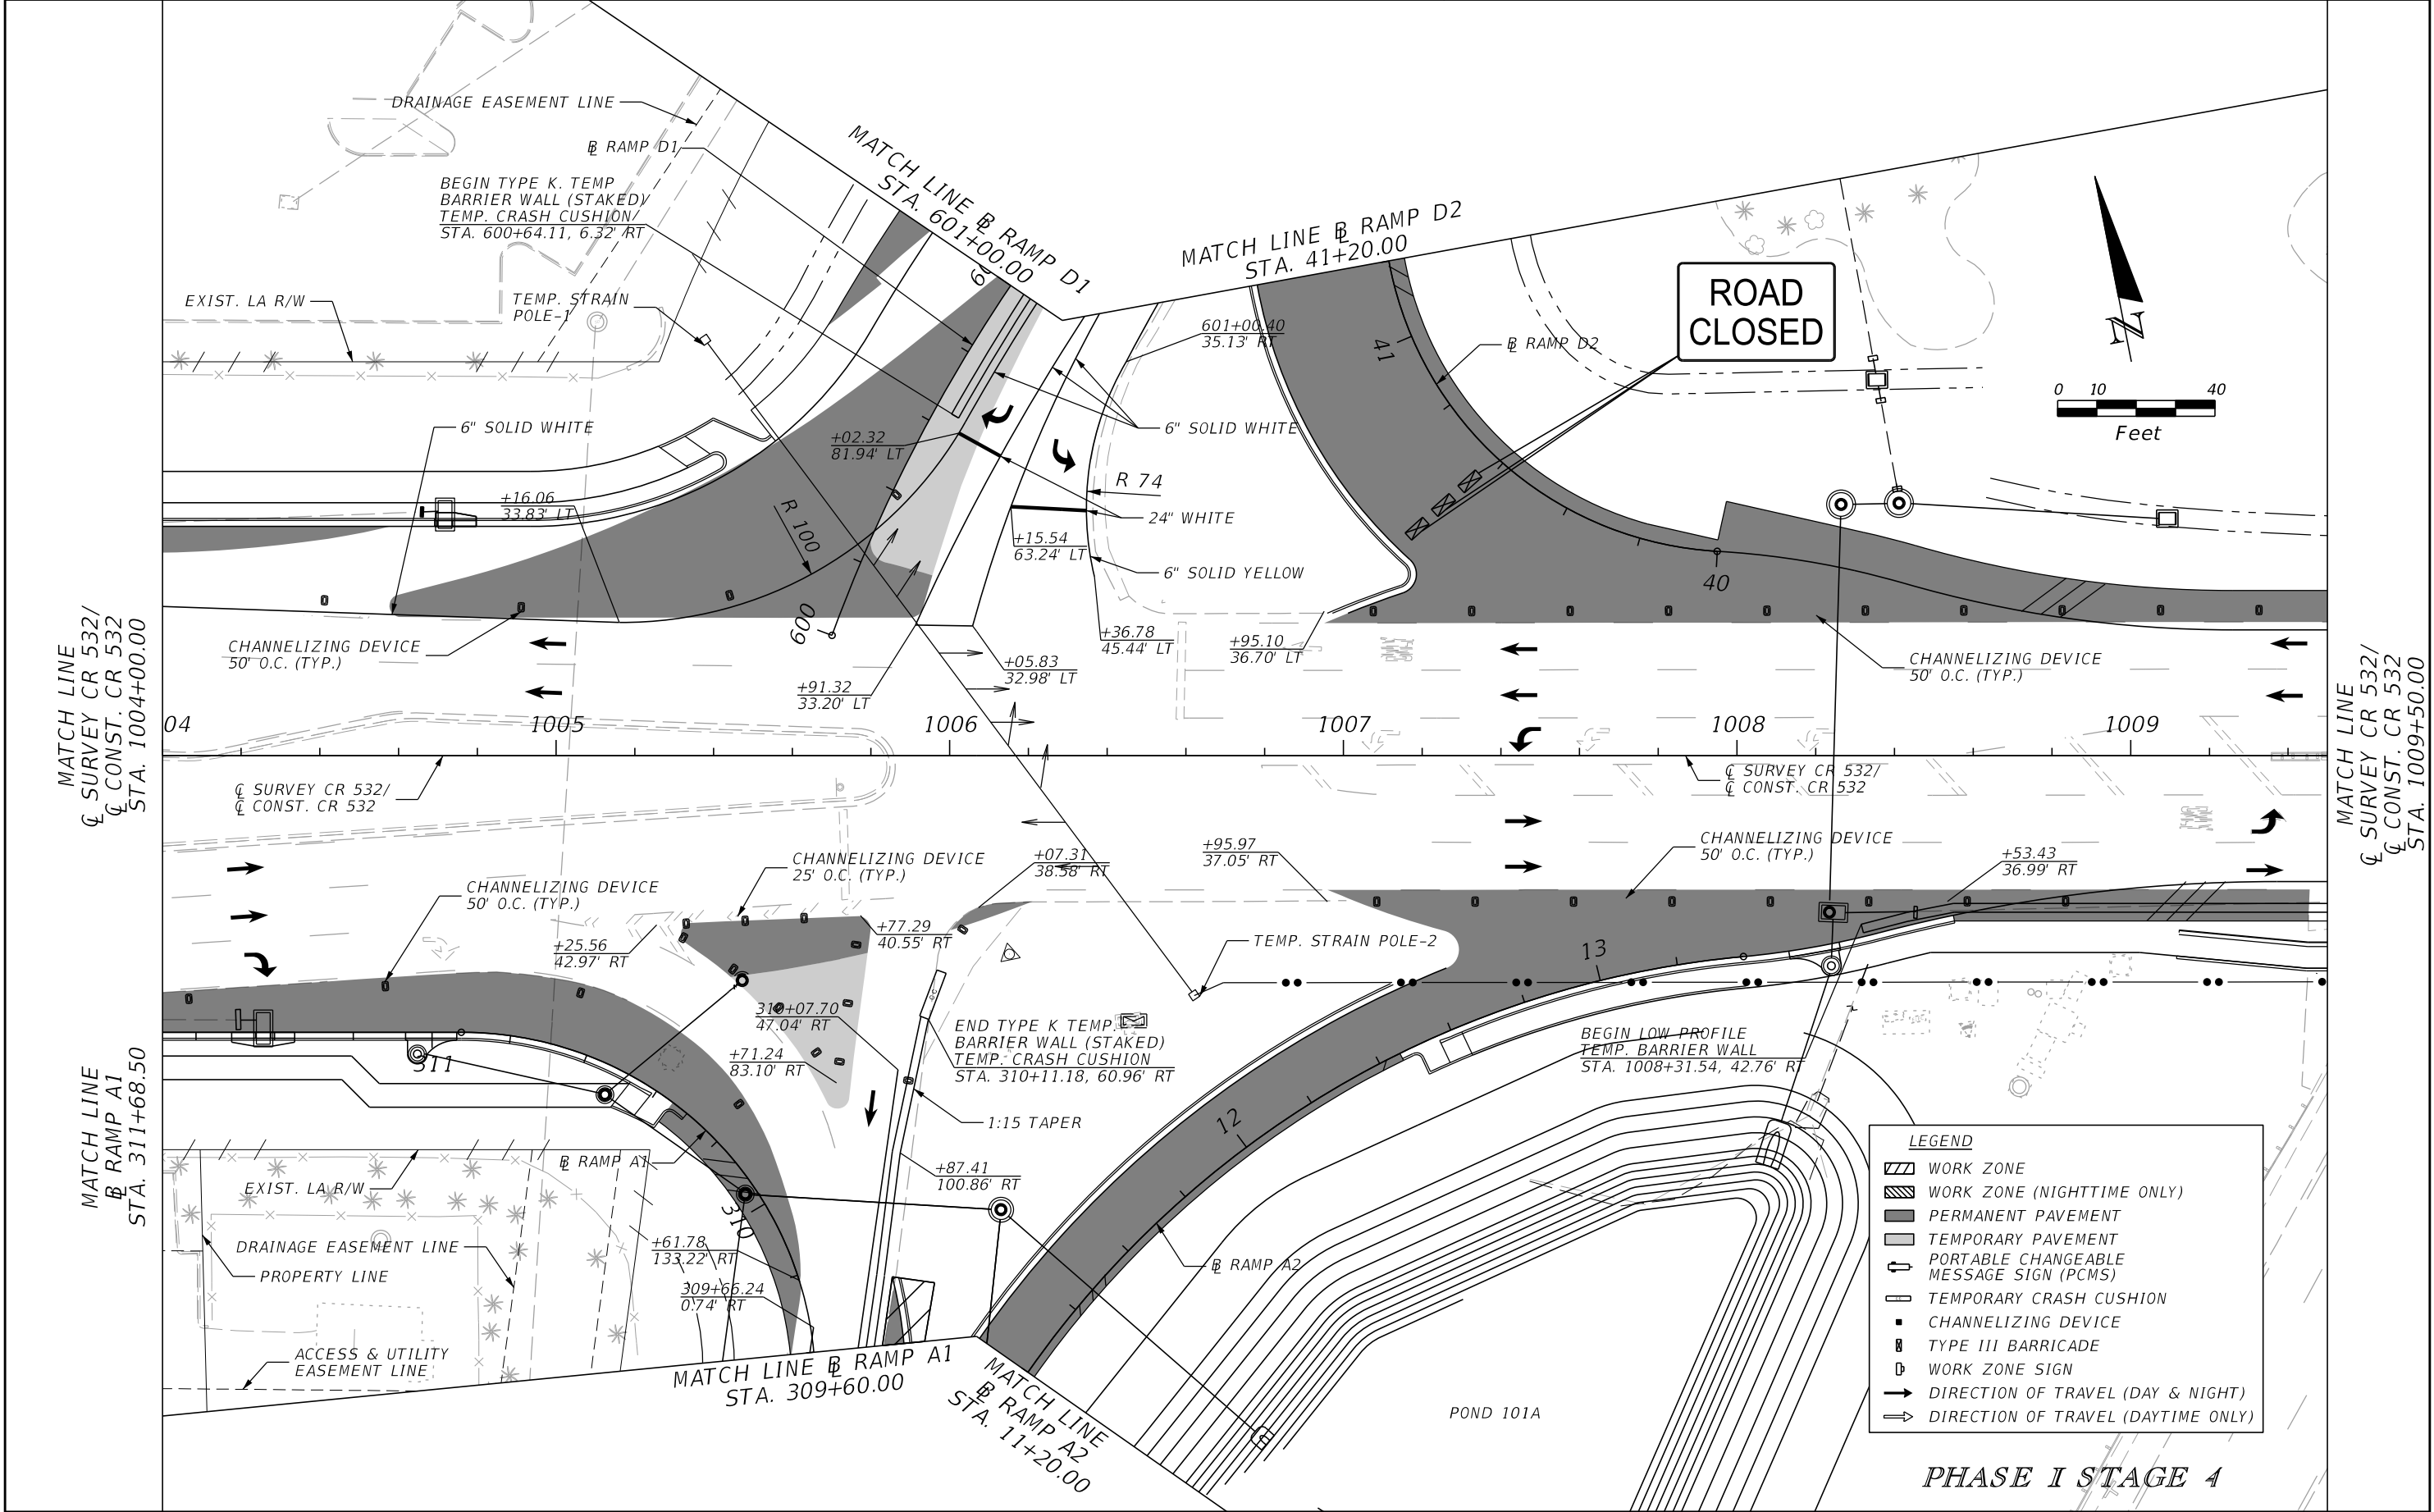 DRAINAGE EASEMENT LINE
℄ RAMP D1
BEGIN TYPE K. TEMP
BARRIER WALL (STAKED)/
TEMP. CRASH CUSHION/
STA. 600+64.11, 6.32' RT
EXIST. LA R/W
TEMP. STRAIN
POLE-1
MATCH LINE ℄ RAMP D1
STA. 601+00.00
MATCH LINE ℄ RAMP D2
STA. 41+20.00
ROAD
CLOSED
N
0 10 40
Feet
601+00.40
35.13' RT
41
℄ RAMP D2
6" SOLID WHITE
+02.32
81.94' LT
6" SOLID WHITE
R 74
+16.06
33.83' LT
R 100
24" WHITE
+15.54
63.24' LT
6" SOLID YELLOW
40
600
CHANNELIZING DEVICE
50' O.C. (TYP.)
+36.78
45.44' LT
+95.10
36.70' LT
+05.83
32.98' LT
+91.32
33.20' LT
CHANNELIZING DEVICE
50' O.C. (TYP.)
MATCH LINE
℄ SURVEY CR 532/
℄ CONST. CR 532
STA. 1004+00.00
04 1005 1006 1007 1008 1009
MATCH LINE
℄ SURVEY CR 532/
℄ CONST. CR 532
STA. 1009+50.00
℄ SURVEY CR 532/
℄ CONST. CR 532
℄ SURVEY CR 532/
℄ CONST. CR 532
CHANNELIZING DEVICE
50' O.C. (TYP.)
CHANNELIZING DEVICE
25' O.C. (TYP.)
+07.31
38.58' RT
+95.97
37.05' RT
CHANNELIZING DEVICE
50' O.C. (TYP.)
+53.43
36.99' RT
+25.56
42.97' RT
+77.29
40.55' RT
TEMP. STRAIN POLE-2
13
310+07.70
47.04' RT
+71.24
83.10' RT
END TYPE K TEMP.
BARRIER WALL (STAKED)
TEMP. CRASH CUSHION
STA. 310+11.18, 60.96' RT
BEGIN LOW PROFILE
TEMP. BARRIER WALL
STA. 1008+31.54, 42.76' RT
311
MATCH LINE
℄ RAMP A1
STA. 311+68.50
1:15 TAPER
12
℄ RAMP A1
EXIST. LA R/W
+87.41
100.86' RT
310
DRAINAGE EASEMENT LINE
PROPERTY LINE
+61.78
133.22' RT
309+66.24
0.74' RT
℄ RAMP A2
ACCESS & UTILITY
EASEMENT LINE
MATCH LINE ℄ RAMP A1
STA. 309+60.00
MATCH LINE
℄ RAMP A2
STA. 11+20.00
POND 101A
LEGEND
WORK ZONE
WORK ZONE (NIGHTTIME ONLY)
PERMANENT PAVEMENT
TEMPORARY PAVEMENT
PORTABLE CHANGEABLE
MESSAGE SIGN (PCMS)
TEMPORARY CRASH CUSHION
CHANNELIZING DEVICE
TYPE III BARRICADE
WORK ZONE SIGN
DIRECTION OF TRAVEL (DAY & NIGHT)
DIRECTION OF TRAVEL (DAYTIME ONLY)
PHASE I STAGE 4